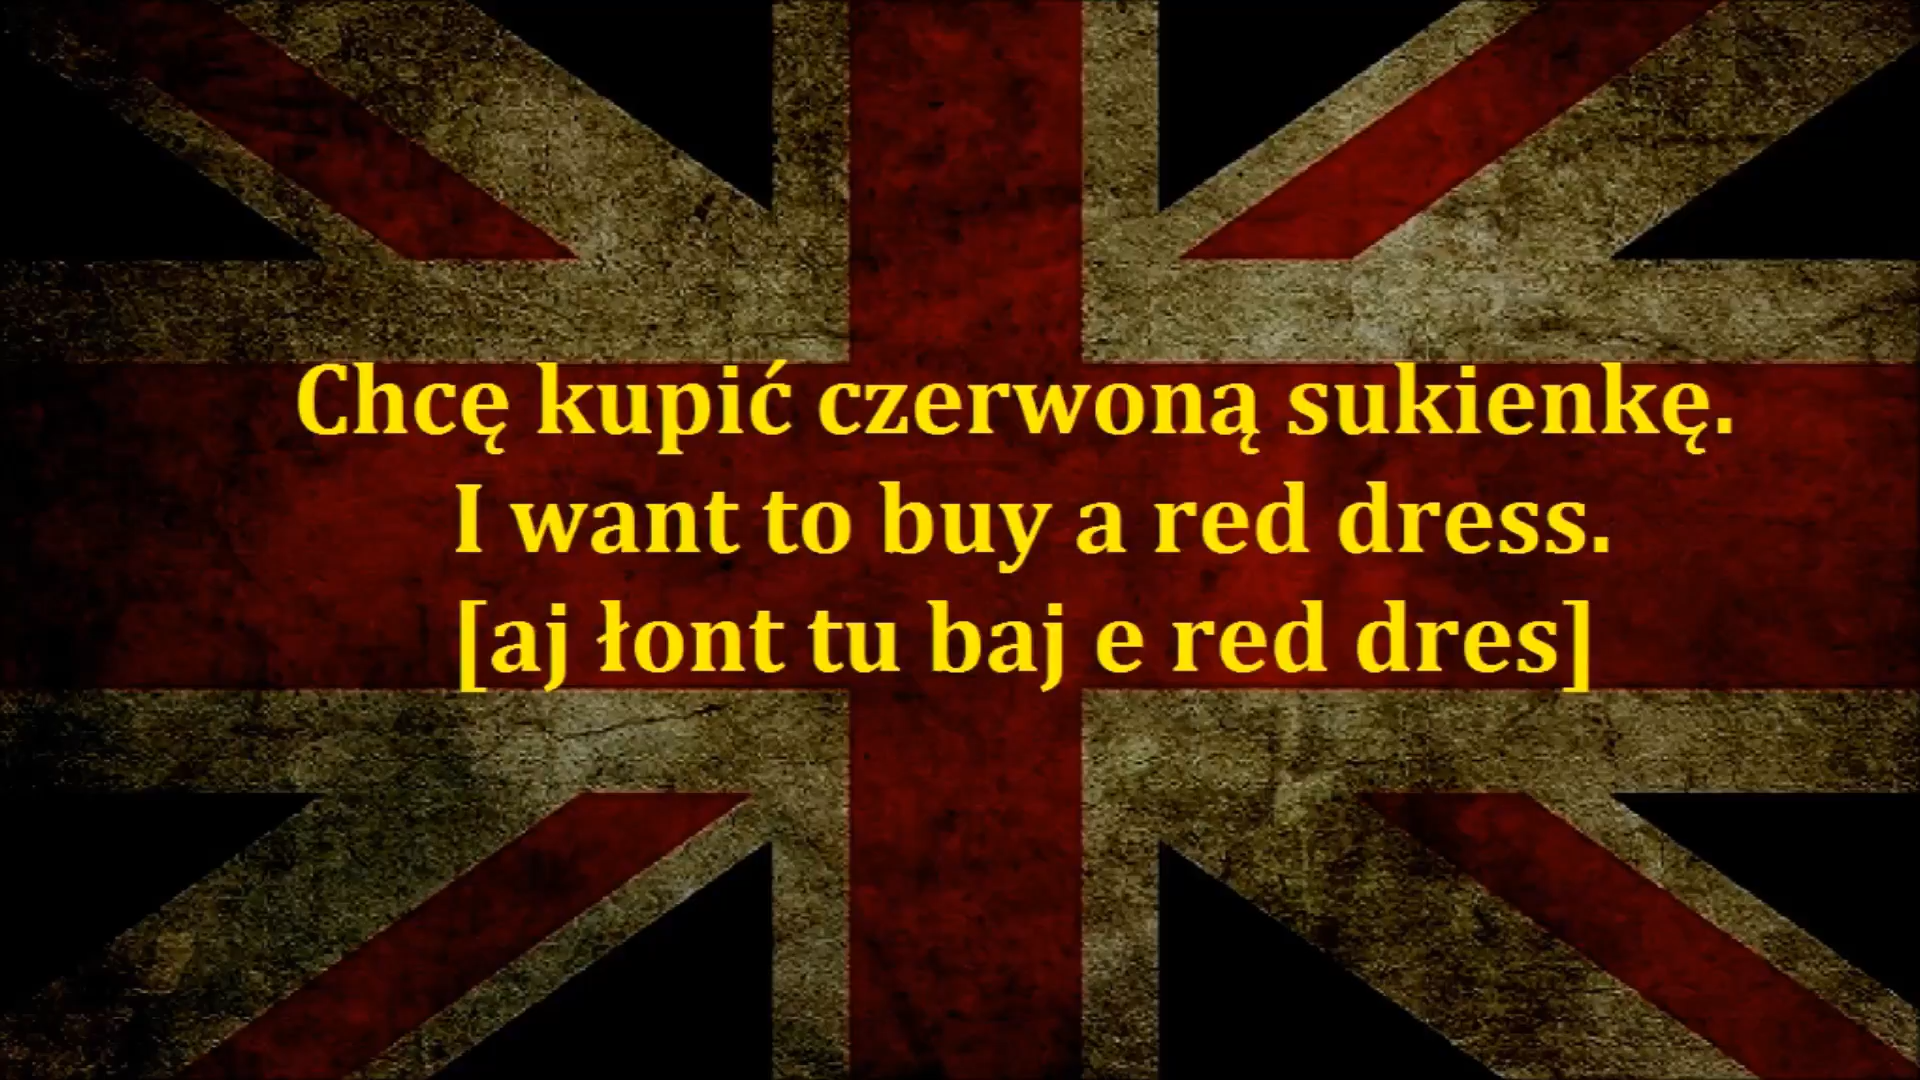 Chcę kupić czerwoną sukienkę.
I want to buy a red dress.
[aj łont tu baj e red dres]